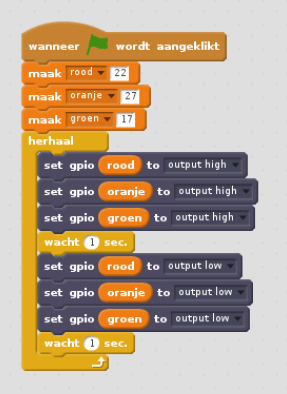 wanneer wordt aangeklikt
maak rood 22
maak oranje 27
maak groen 17
herhaal
set gpio rood to output high
set gpio oranje to output high
set gpio groen to output high
wacht 1 sec.
set gpio rood to output low
set gpio oranje to output low
set gpio groen to output low
wacht 1 sec.